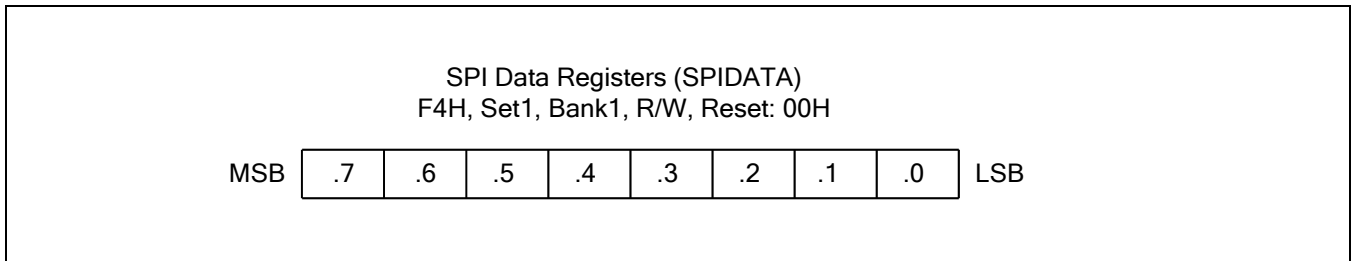 SPI Data Registers (SPIDATA)
F4H, Set1, Bank1, R/W, Reset: 00H
MSB .7 .6 .5 .4 .3 .2 .1 .0 LSB